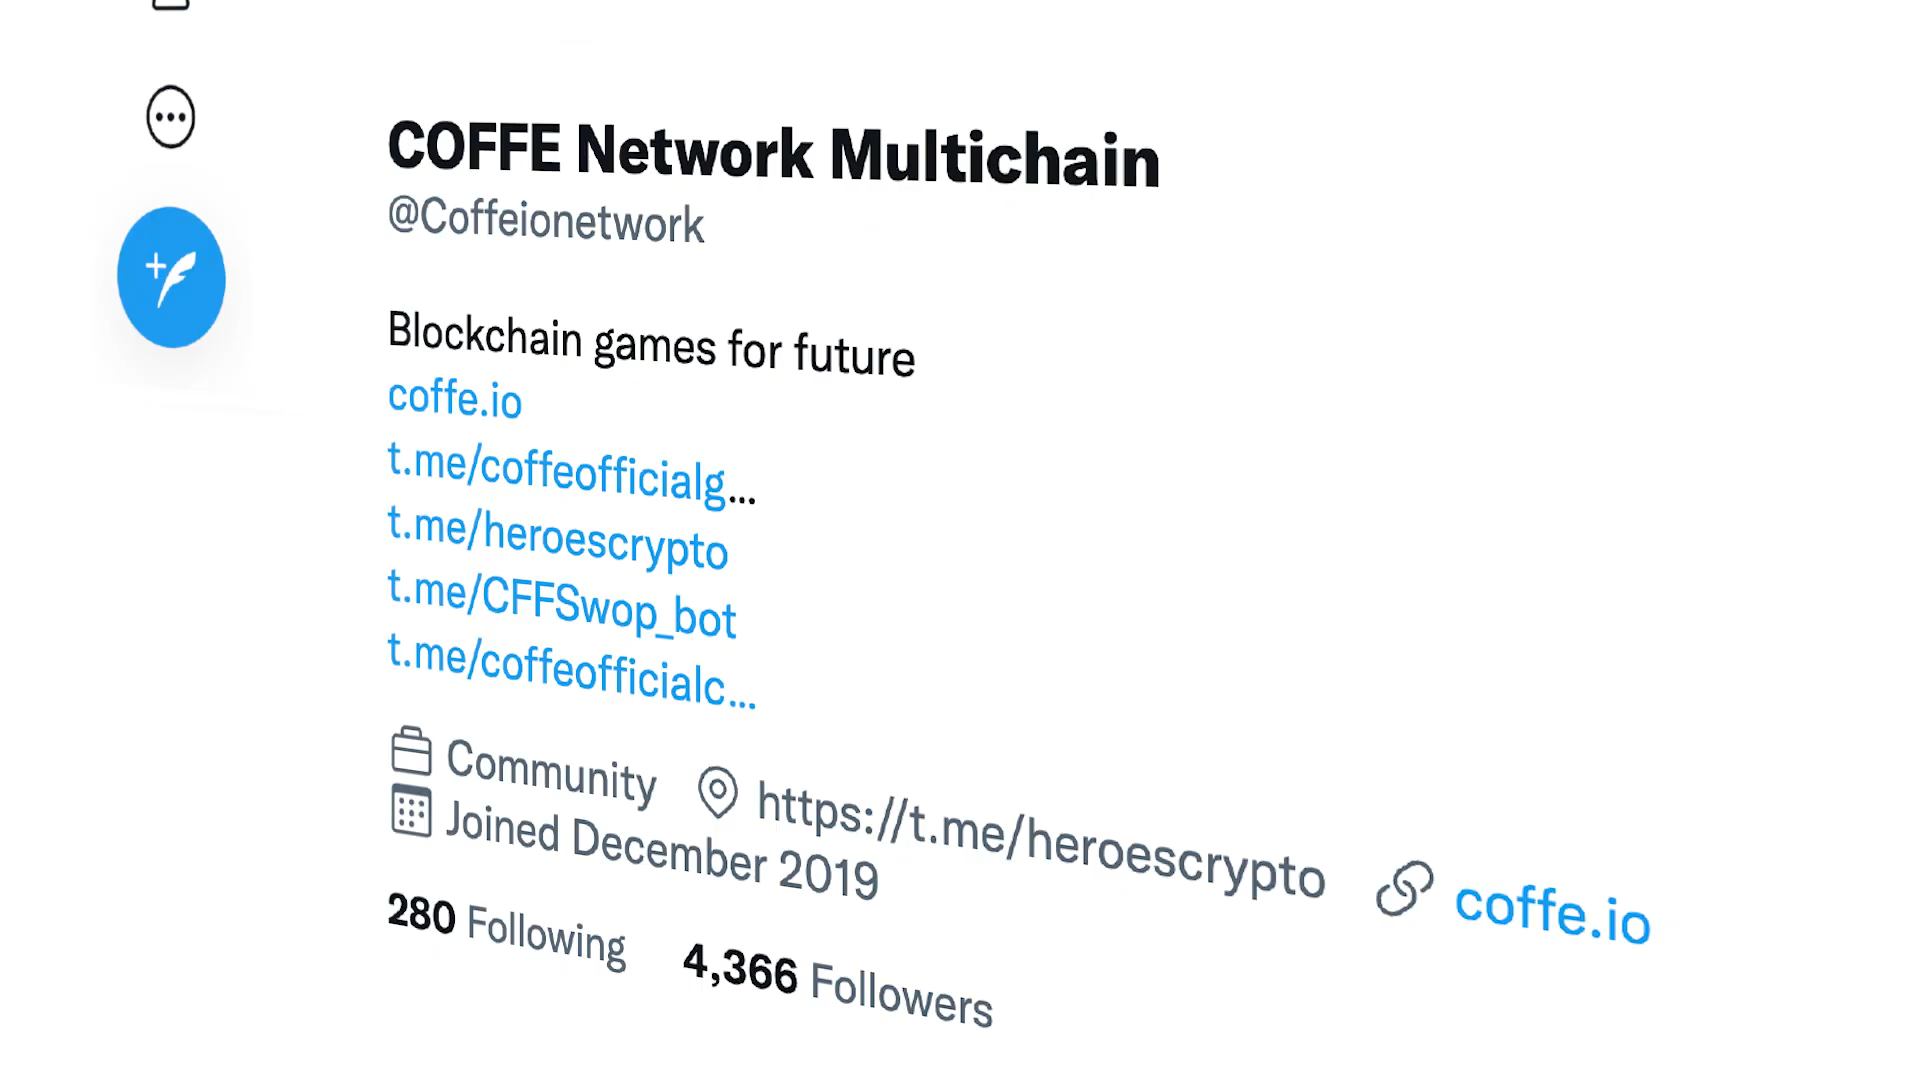 COFFE Network Multichain
@Coffeionetwork
Blockchain games for future
coffe.io
t.me/coffeofficialg...
t.me/heroescrypto
t.me/CFFSwop_bot
t.me/coffeofficialc...
Community https://t.me/heroescrypto coffe.io
Joined December 2019
280 Following 4,366 Followers